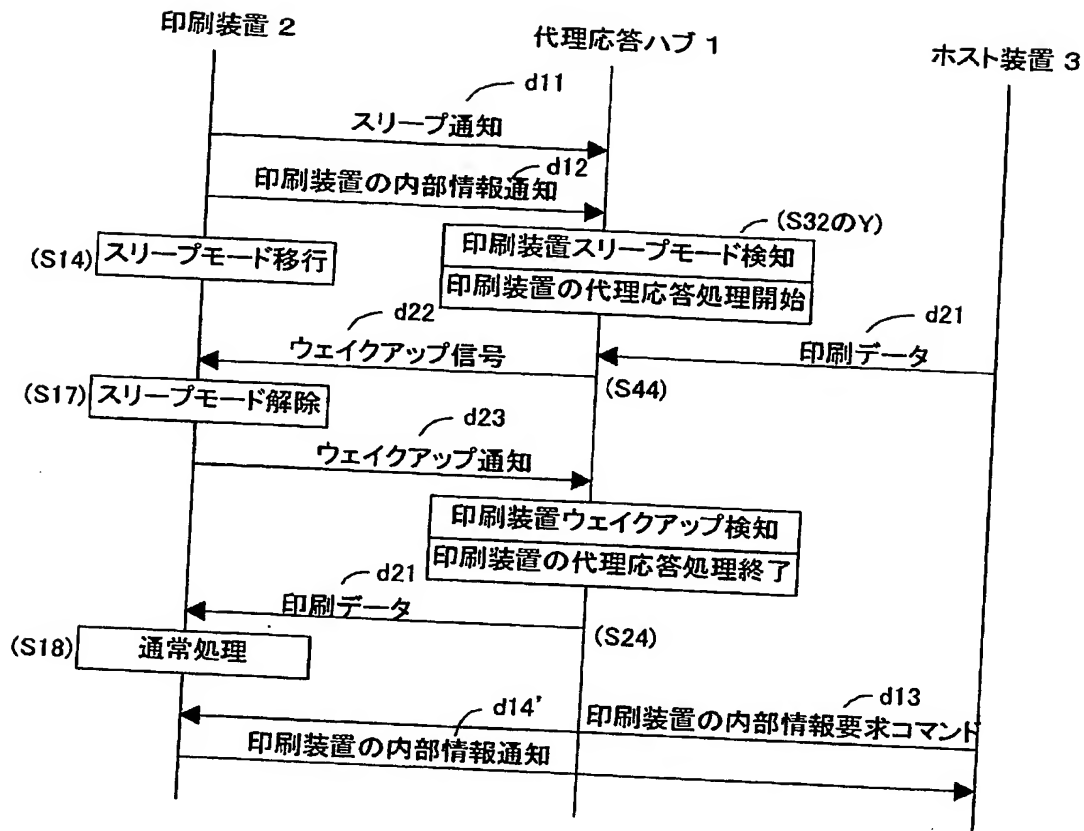 印刷装置 2
代理応答ハブ 1
ホスト装置 3
d11
スリープ通知
d12
印刷装置の内部情報通知
(S32のY)
(S14)
スリープモード移行
印刷装置スリープモード検知
印刷装置の代理応答処理開始
d22
ウェイクアップ信号
d21
印刷データ
(S44)
(S17)
スリープモード解除
d23
ウェイクアップ通知
印刷装置ウェイクアップ検知
印刷装置の代理応答処理終了
d21
印刷データ
(S24)
(S18)
通常処理
d13
印刷装置の内部情報要求コマンド
d14'
印刷装置の内部情報通知